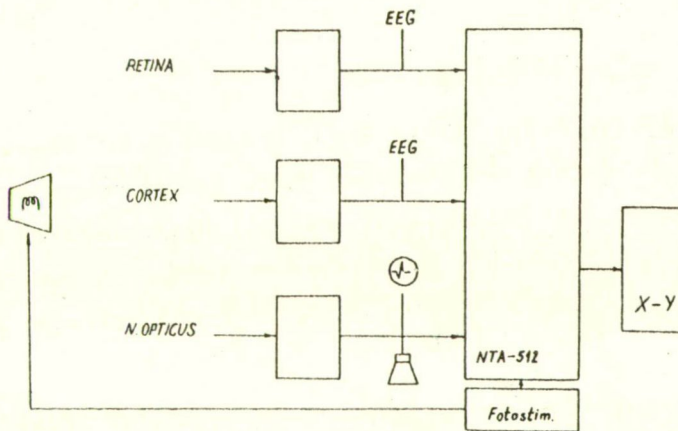 EEG
RETINA
EEG
CORTEX
X-Y
N. OPTICUS
NTA-512
Fotostim.